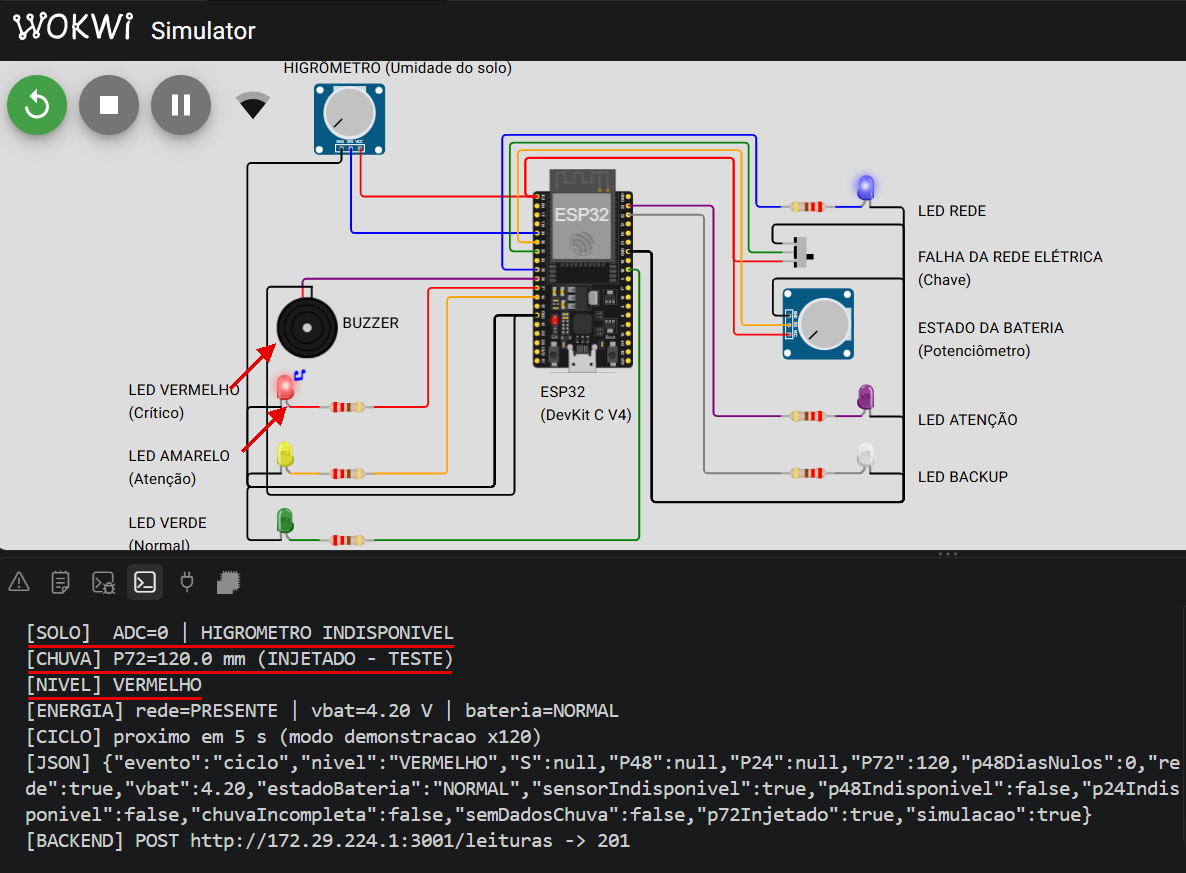 WOKWi Simulator
HIGRÔMETRO (Umidade do solo)
GND SIG VCC
ESP32
LED REDE
FALHA DA REDE ELÉTRICA
(Chave)
ESTADO DA BATERIA
(Potenciômetro)
BUZZER
LED VERMELHO
(Crítico)
ESP32
(DevKit C V4)
LED ATENÇÃO
LED AMARELO
(Atenção)
LED BACKUP
LED VERDE
(Normal)
[SOLO]  ADC=0 | HIGROMETRO INDISPONIVEL
[CHUVA] P72=120.0 mm (INJETADO - TESTE)
[NIVEL] VERMELHO
[ENERGIA] rede=PRESENTE | vbat=4.20 V | bateria=NORMAL
[CICLO] proximo em 5 s (modo demonstracao x120)
[JSON] {"evento":"ciclo","nivel":"VERMELHO","S":null,"P48":null,"P24":null,"P72":120,"p48DiasNulos":0,"re
de":true,"vbat":4.20,"estadoBateria":"NORMAL","sensorIndisponivel":true,"p48Indisponivel":false,"p24Indis
ponivel":false,"chuvaIncompleta":false,"semDadosChuva":false,"p72Injetado":true,"simulacao":true}
[BACKEND] POST http://172.29.224.1:3001/leituras -> 201